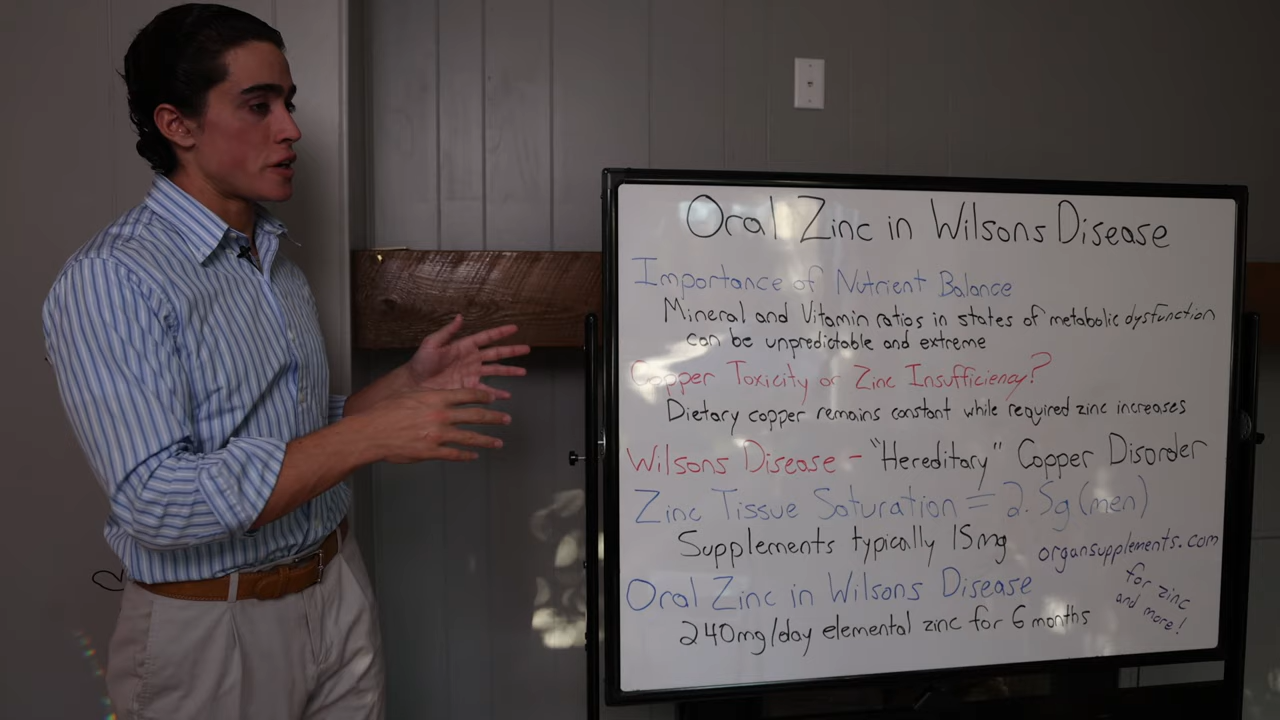 Oral Zinc in Wilsons Disease
Importance of Nutrient Balance
Mineral and Vitamin ratios in states of metabolic dysfunction
can be unpredictable and extreme
Copper Toxicity or Zinc Insufficiency?
Dietary copper remains constant while required zinc increases
Wilsons Disease - "Hereditary" Copper Disorder
Zinc Tissue Saturation = 2.5g (men)
Supplements typically 15mg
organsupplements.com
for zinc
and more!
Oral Zinc in Wilsons Disease
240mg/day elemental zinc for 6 months